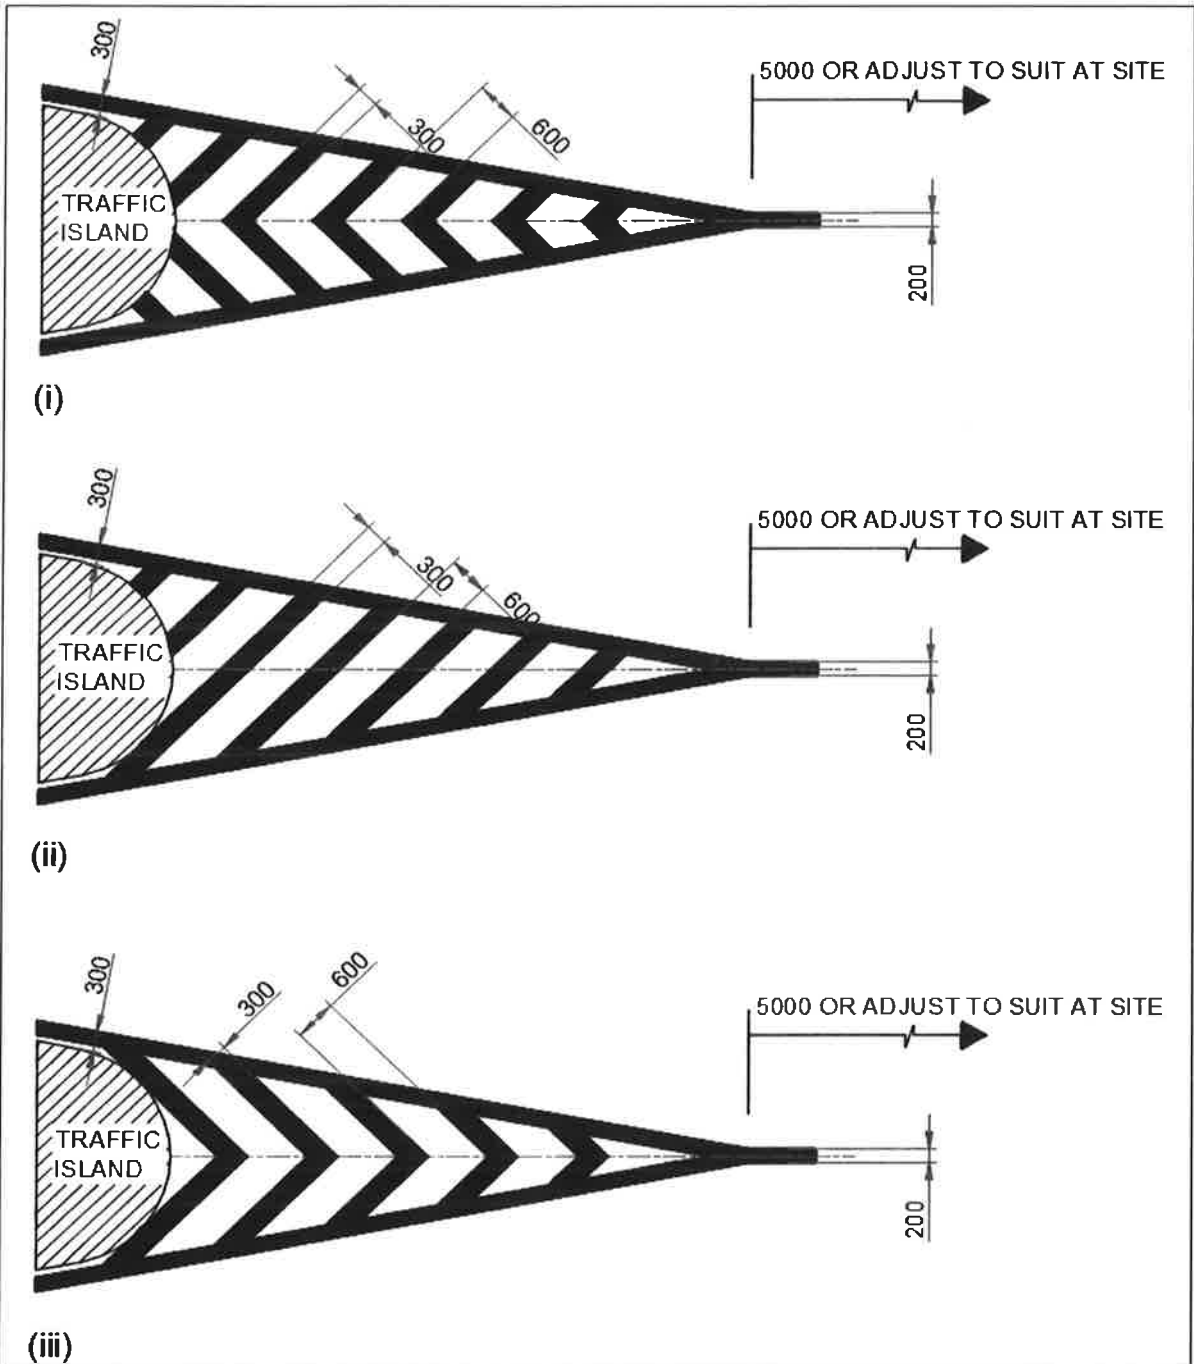 300
300
600
5000 OR ADJUST TO SUIT AT SITE
TRAFFIC
ISLAND
200
(i)
300
300
600
5000 OR ADJUST TO SUIT AT SITE
TRAFFIC
ISLAND
200
(ii)
300
300
600
5000 OR ADJUST TO SUIT AT SITE
TRAFFIC
ISLAND
200
(iii)